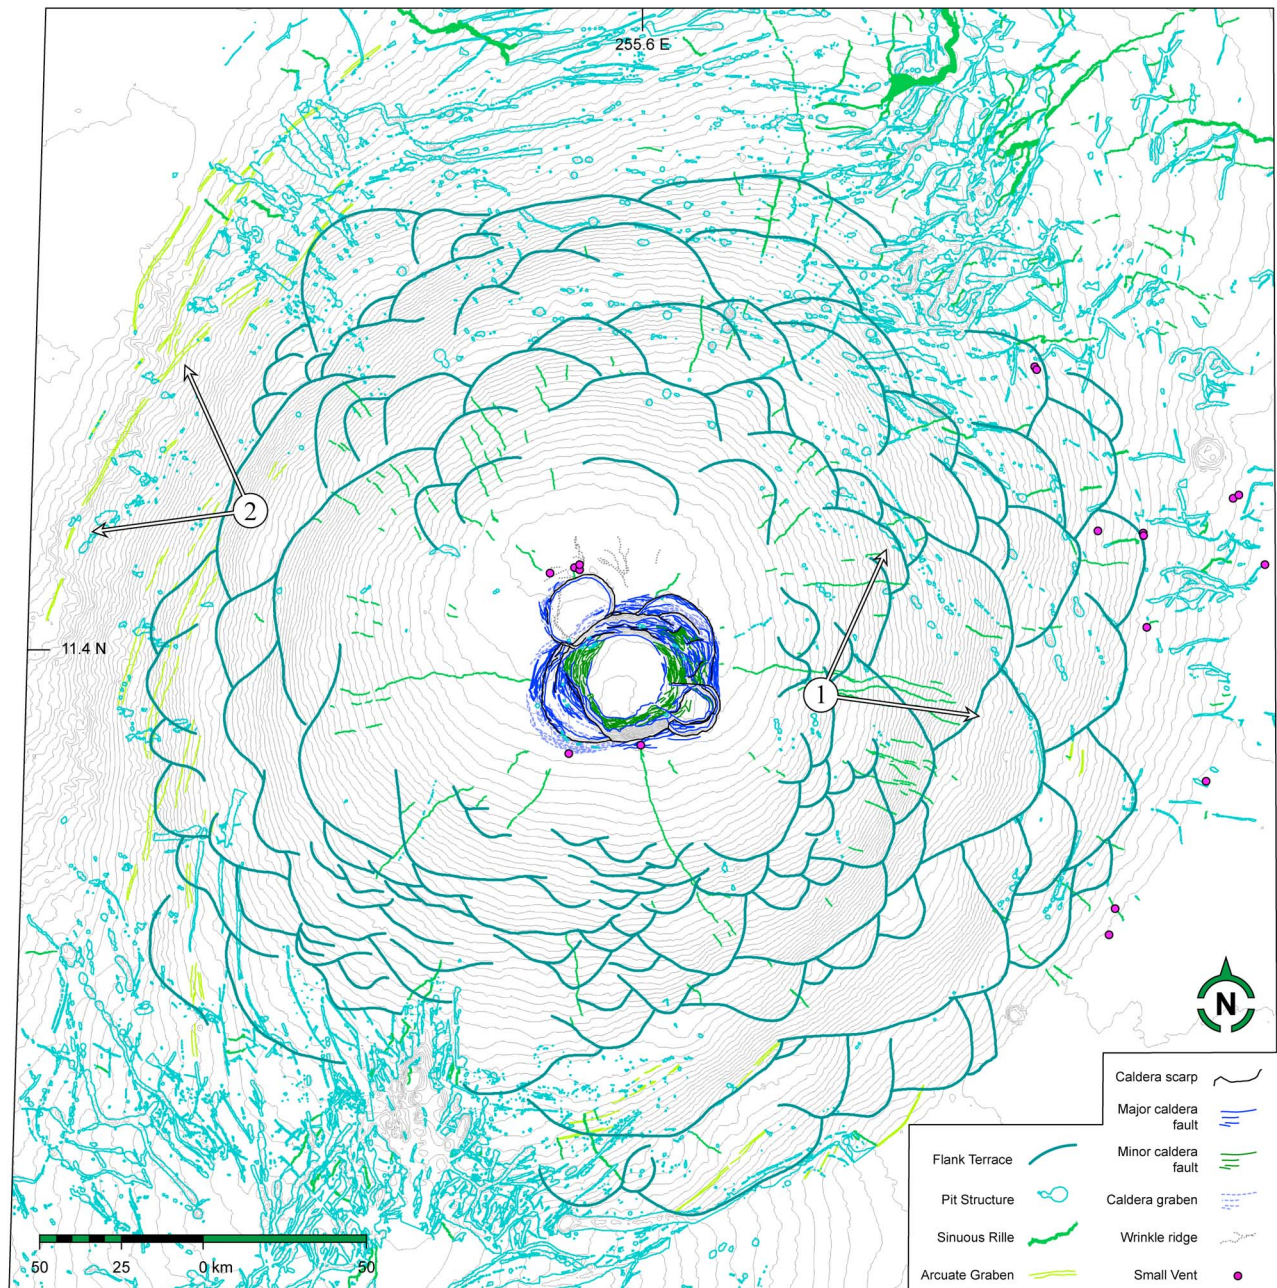 255.6 E
2
11.4 N
1
N
Caldera scarp
Major caldera
fault
Flank Terrace
Minor caldera
fault
Pit Structure
Caldera graben
Sinuous Rille
Wrinkle ridge
Arcuate Graben
Small Vent
50 25 0 km 50